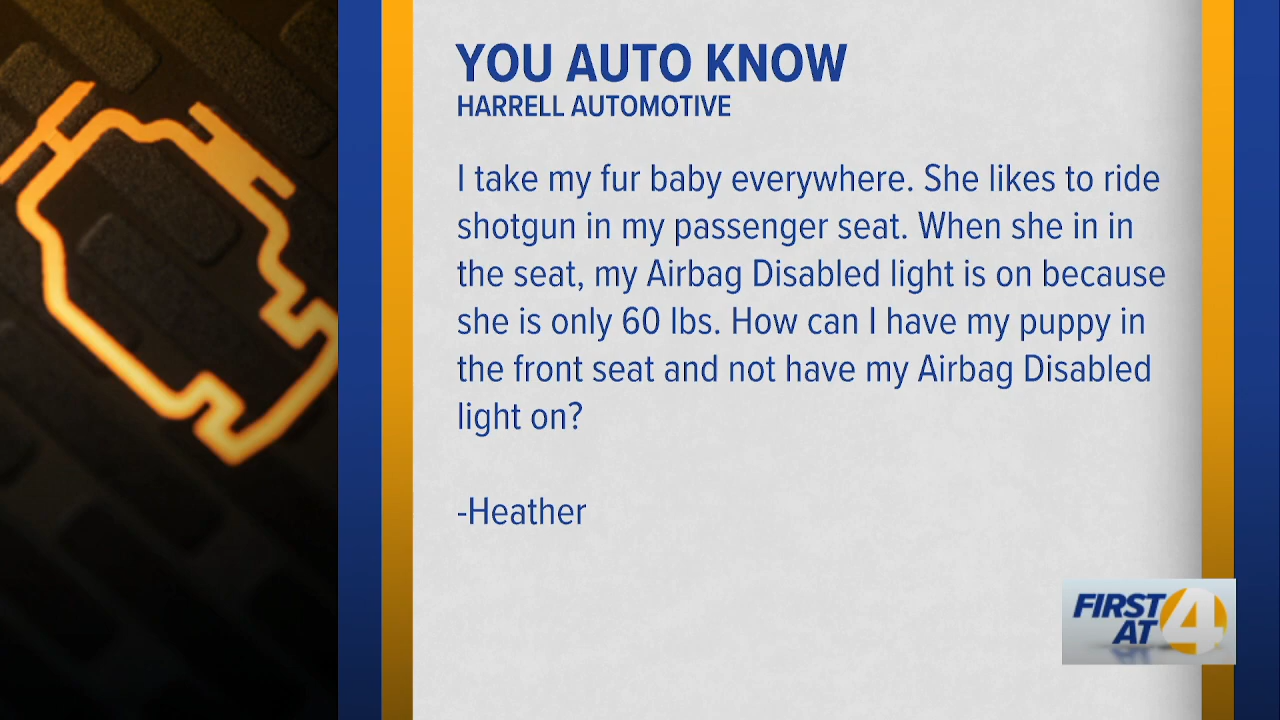 YOU AUTO KNOW
HARRELL AUTOMOTIVE
I take my fur baby everywhere. She likes to ride
shotgun in my passenger seat. When she in in
the seat, my Airbag Disabled light is on because
she is only 60 lbs. How can I have my puppy in
the front seat and not have my Airbag Disabled
light on?
-Heather
FIRST
AT 4